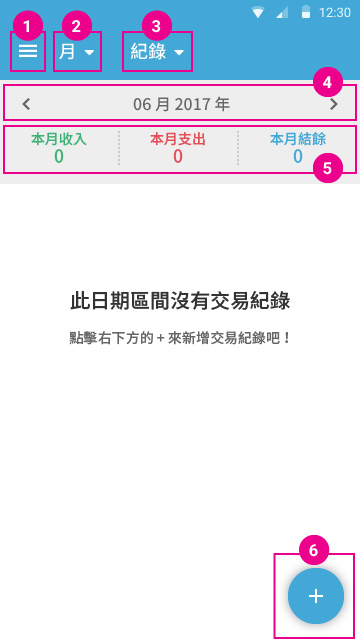 12:30
1 2 3
月 紀錄
4
06 月 2017 年
本月收入 本月支出 本月結餘
0 0 0
5
此日期區間沒有交易紀錄
點擊右下方的 + 來新增交易紀錄吧！
6
+